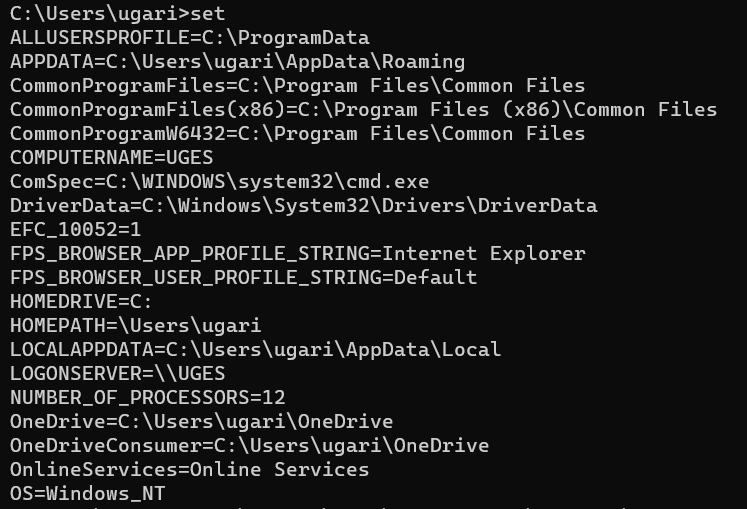 C:\Users\ugari>set
ALLUSERSPROFILE=C:\ProgramData
APPDATA=C:\Users\ugari\AppData\Roaming
CommonProgramFiles=C:\Program Files\Common Files
CommonProgramFiles(x86)=C:\Program Files (x86)\Common Files
CommonProgramW6432=C:\Program Files\Common Files
COMPUTERNAME=UGES
ComSpec=C:\WINDOWS\system32\cmd.exe
DriverData=C:\Windows\System32\Drivers\DriverData
EFC_10052=1
FPS_BROWSER_APP_PROFILE_STRING=Internet Explorer
FPS_BROWSER_USER_PROFILE_STRING=Default
HOMEDRIVE=C:
HOMEPATH=\Users\ugari
LOCALAPPDATA=C:\Users\ugari\AppData\Local
LOGONSERVER=\\UGES
NUMBER_OF_PROCESSORS=12
OneDrive=C:\Users\ugari\OneDrive
OneDriveConsumer=C:\Users\ugari\OneDrive
OnlineServices=Online Services
OS=Windows_NT